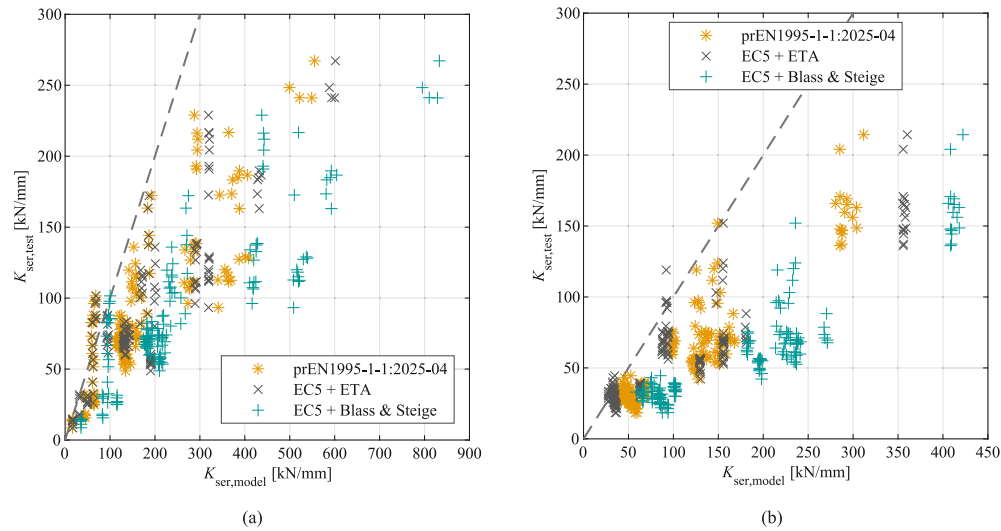 300
250
200
150
100
50
0
K_ser,test [kN/mm]
prEN1995-1-1:2025-04
EC5 + ETA
EC5 + Blass & Steige
0 100 200 300 400 500 600 700 800 900
K_ser,model [kN/mm]
(a)
300
250
200
150
100
50
0
K_ser,test [kN/mm]
prEN1995-1-1:2025-04
EC5 + ETA
EC5 + Blass & Steige
0 50 100 150 200 250 300 350 400 450
K_ser,model [kN/mm]
(b)